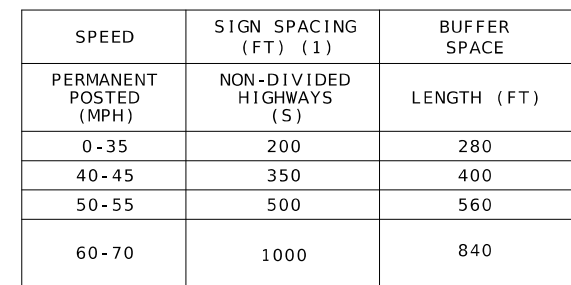 SPEED
SIGN SPACING
(FT) (1)
BUFFER
SPACE
PERMANENT
POSTED
(MPH)
NON-DIVIDED
HIGHWAYS
(S)
LENGTH (FT)
0-35 200 280
40-45 350 400
50-55 500 560
60-70 1000 840